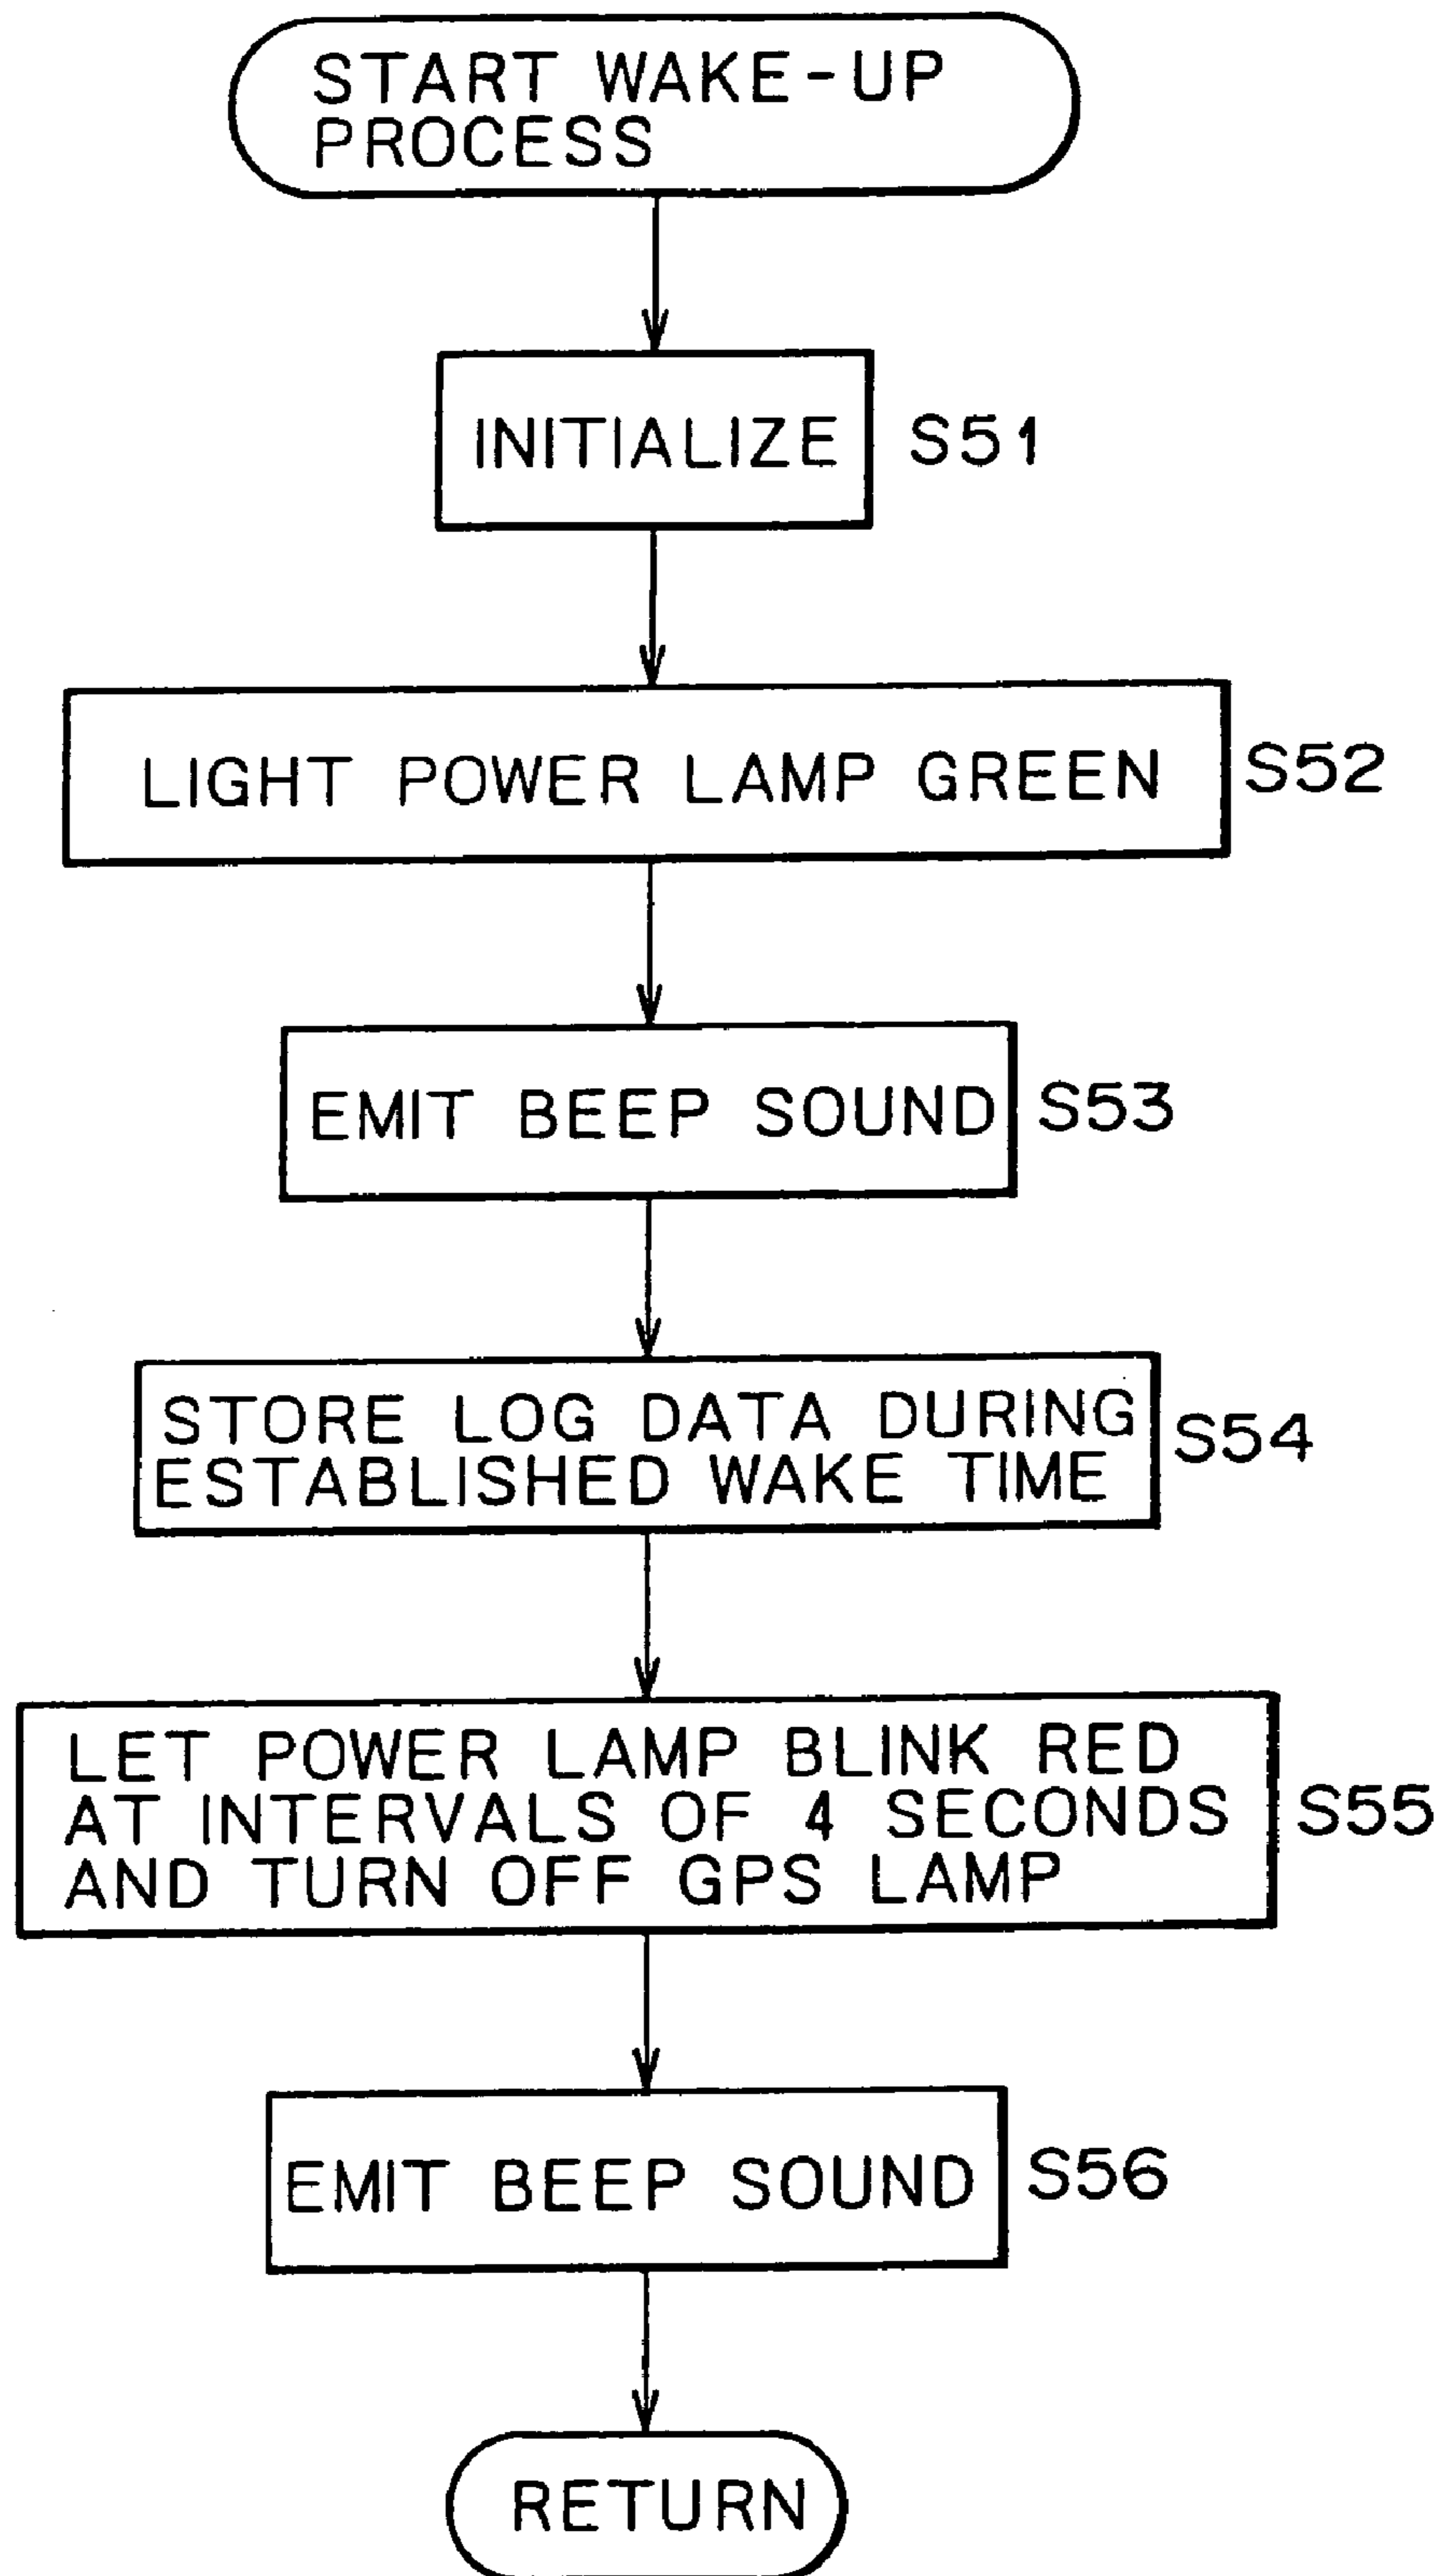 START WAKE-UP
PROCESS
INITIALIZE S51
LIGHT POWER LAMP GREEN S52
EMIT BEEP SOUND S53
STORE LOG DATA DURING
ESTABLISHED WAKE TIME S54
LET POWER LAMP BLINK RED
AT INTERVALS OF 4 SECONDS S55
AND TURN OFF GPS LAMP
EMIT BEEP SOUND S56
RETURN